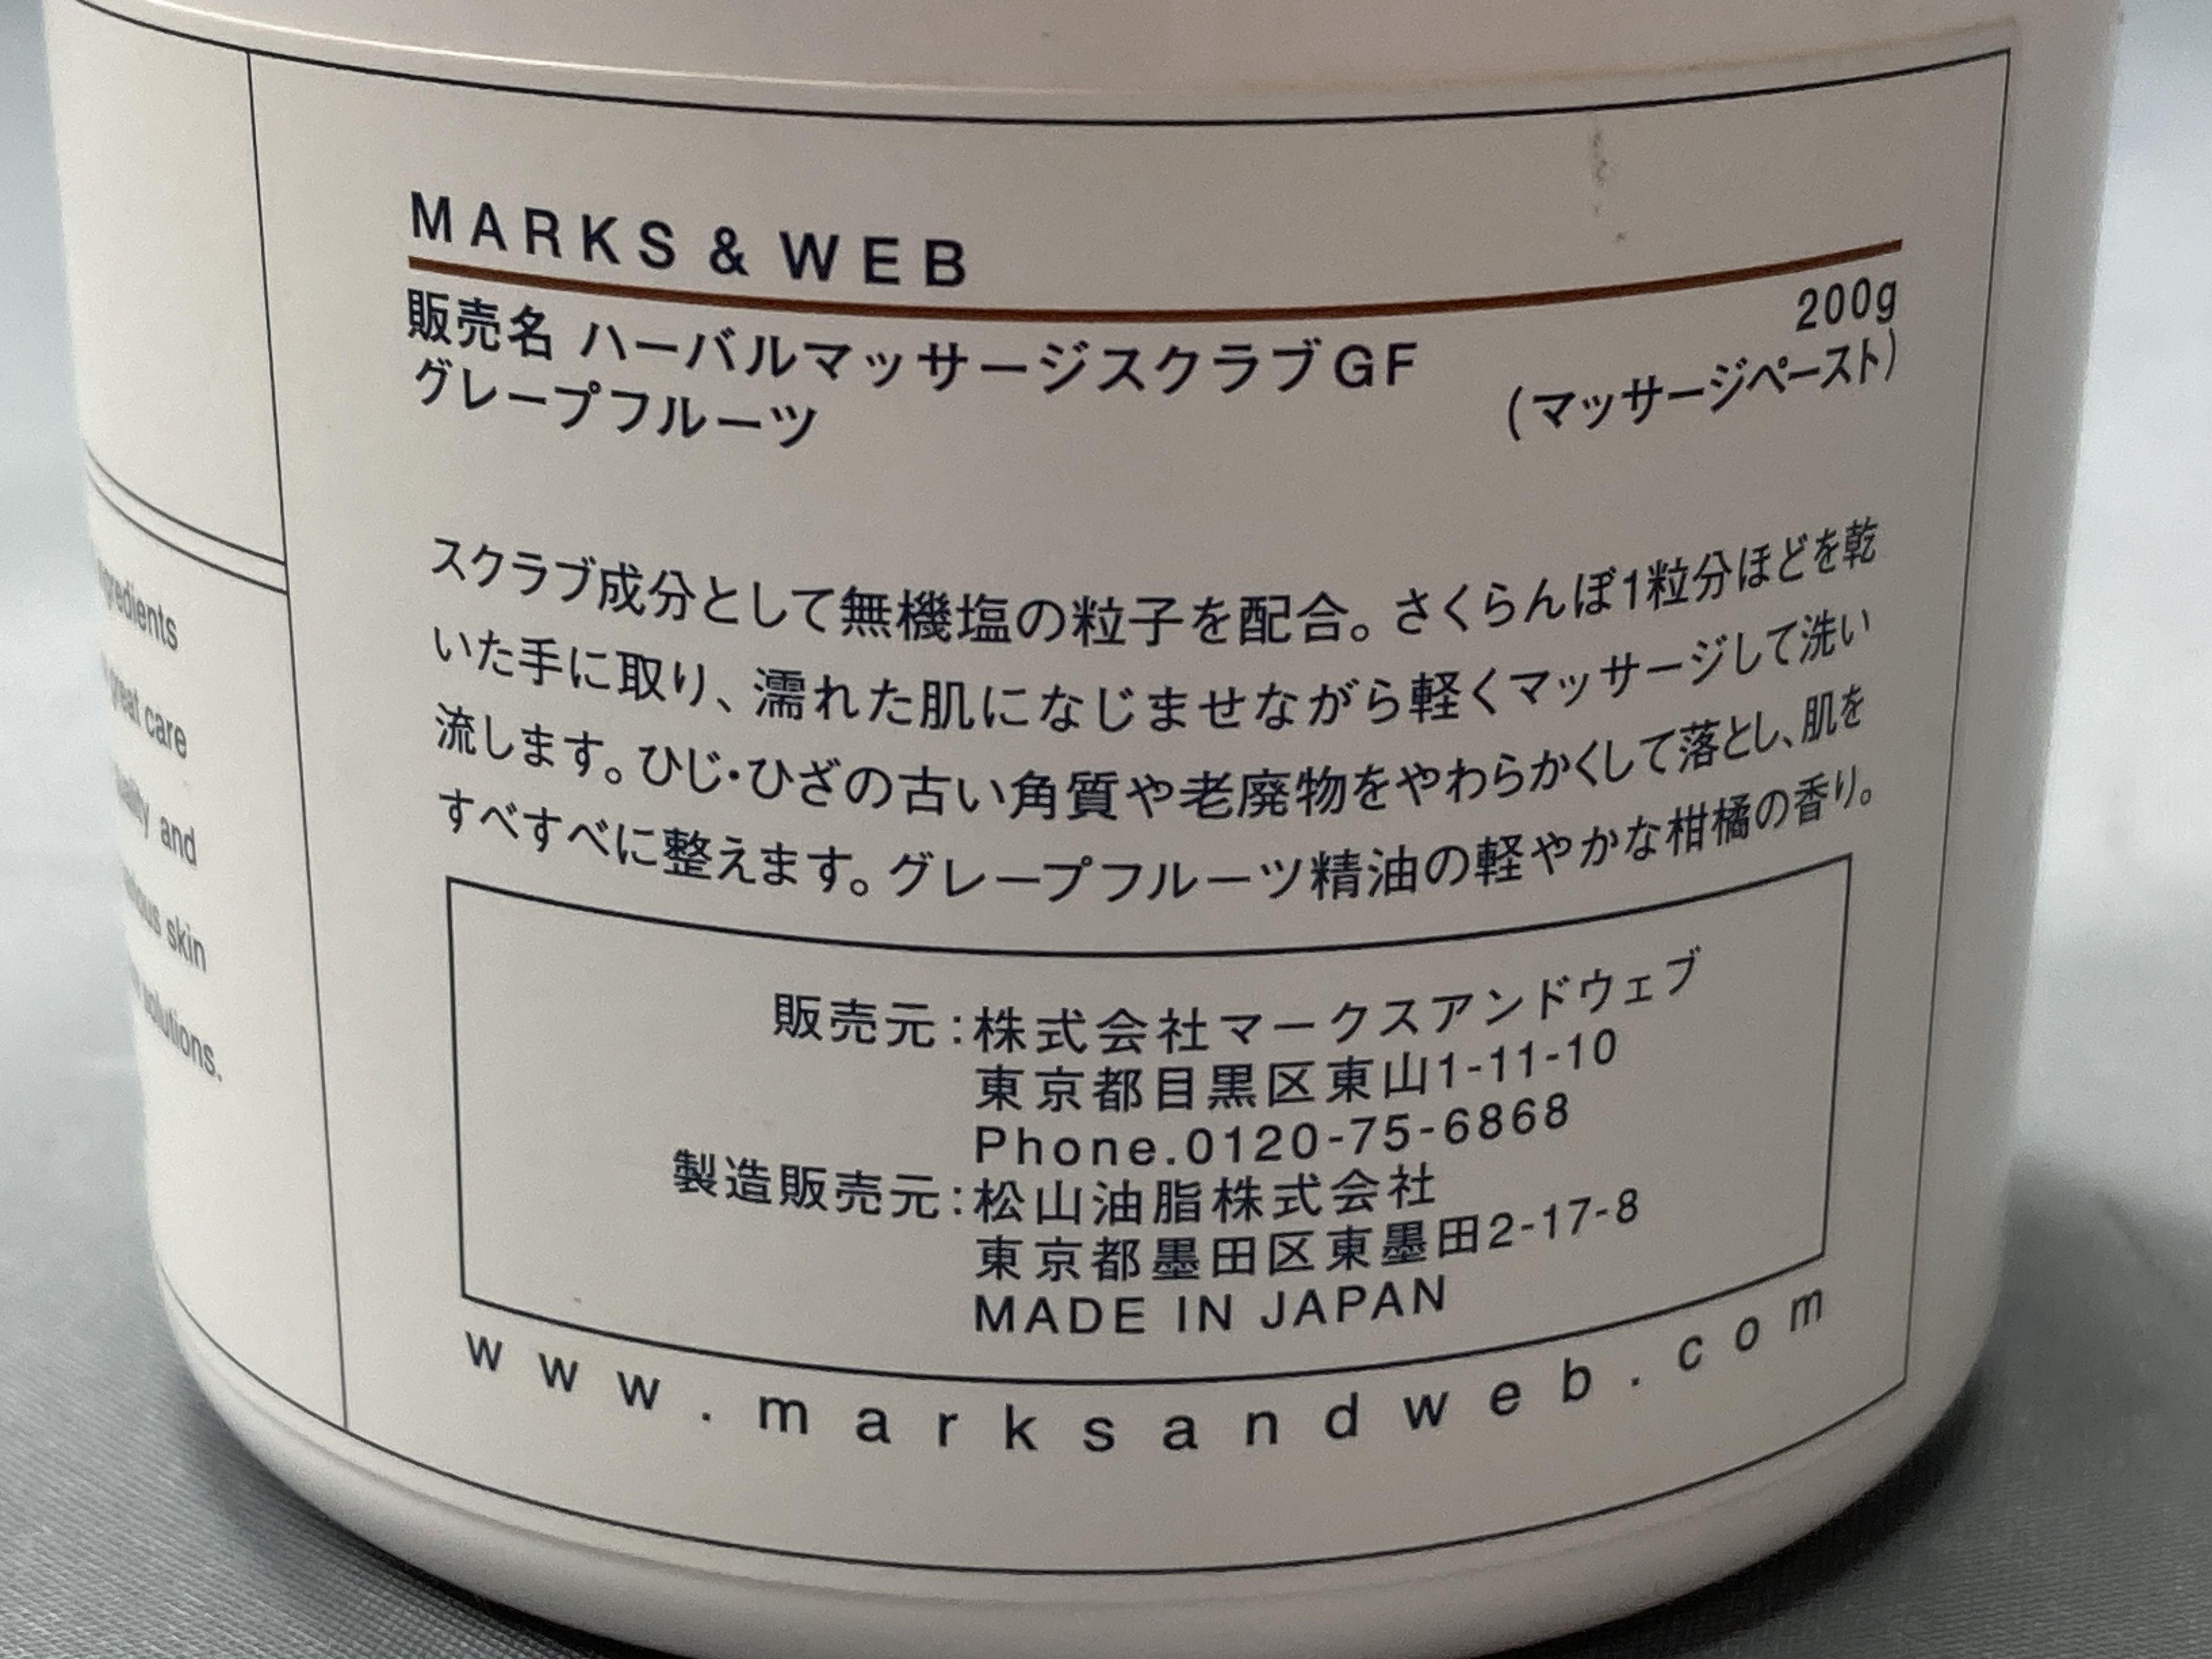 MARKS & WEB
200g
販売名 ハーバルマッサージスクラブGF
(マッサージペースト)
グレープフルーツ
スクラブ成分として無機塩の粒子を配合。さくらんぼ1粒分ほどを乾
いた手に取り、濡れた肌になじませながら軽くマッサージして洗い
流します。ひじ・ひざの古い角質や老廃物をやわらかくして落とし、肌を
すべすべに整えます。グレープフルーツ精油の軽やかな柑橘の香り。
販売元:株式会社マークスアンドウェブ
東京都目黒区東山1-11-10
Phone.0120-75-6868
製造販売元:松山油脂株式会社
東京都墨田区東墨田2-17-8
MADE IN JAPAN
www.marksandweb.com
great care
and
skin
solutions.